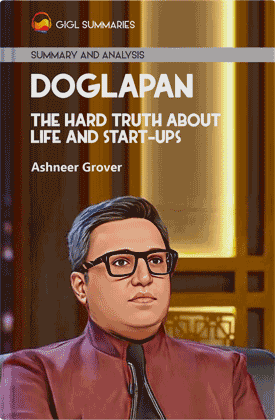 GIGL SUMMARIES
SUMMARY AND ANALYSIS
DOGLAPAN
THE HARD TRUTH ABOUT
LIFE AND START-UPS
Ashneer Grover